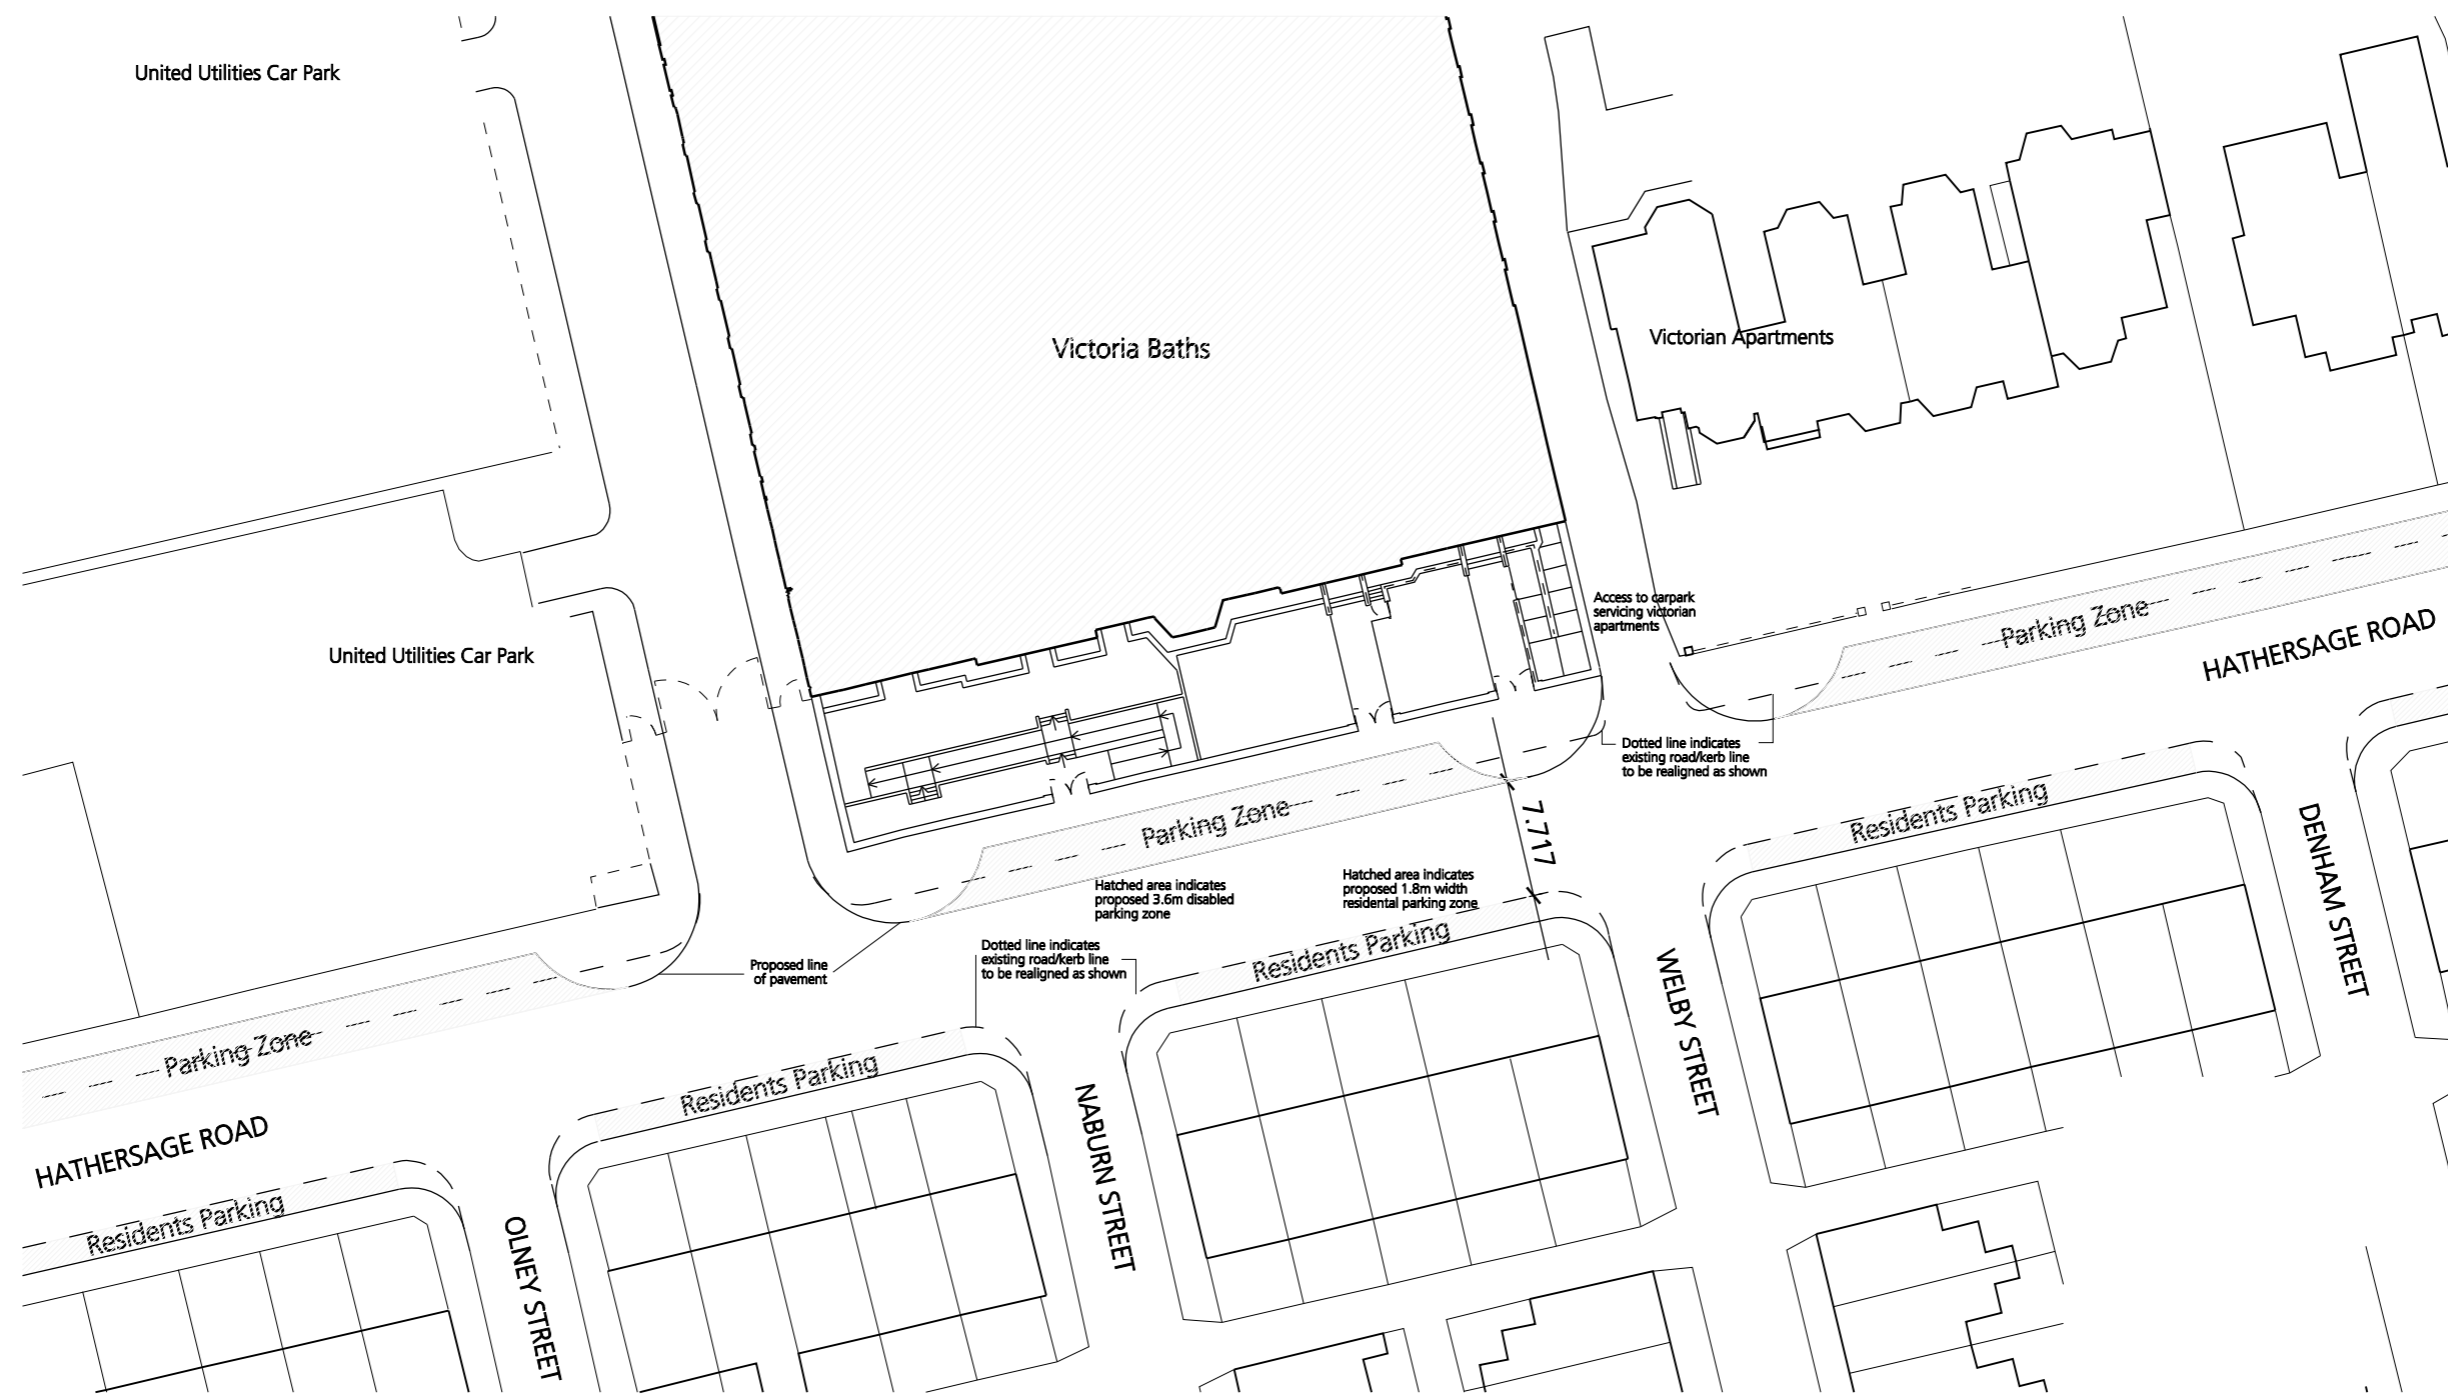 United Utilities Car Park
Victoria Baths
Victorian Apartments
Access to carpark
servicing victorian
apartments
Parking Zone
HATHERSAGE ROAD
United Utilities Car Park
Dotted line indicates
existing road/kerb line
to be realigned as shown
Parking Zone
7.717
Residents Parking
DENHAM STREET
Hatched area indicates
proposed 3.6m disabled
parking zone
Hatched area indicates
proposed 1.8m width
residental parking zone
Proposed line
of pavement
Dotted line indicates
existing road/kerb line
to be realigned as shown
Residents Parking
WELBY STREET
Parking Zone
Residents Parking
NABURN STREET
HATHERSAGE ROAD
Residents Parking
OLNEY STREET